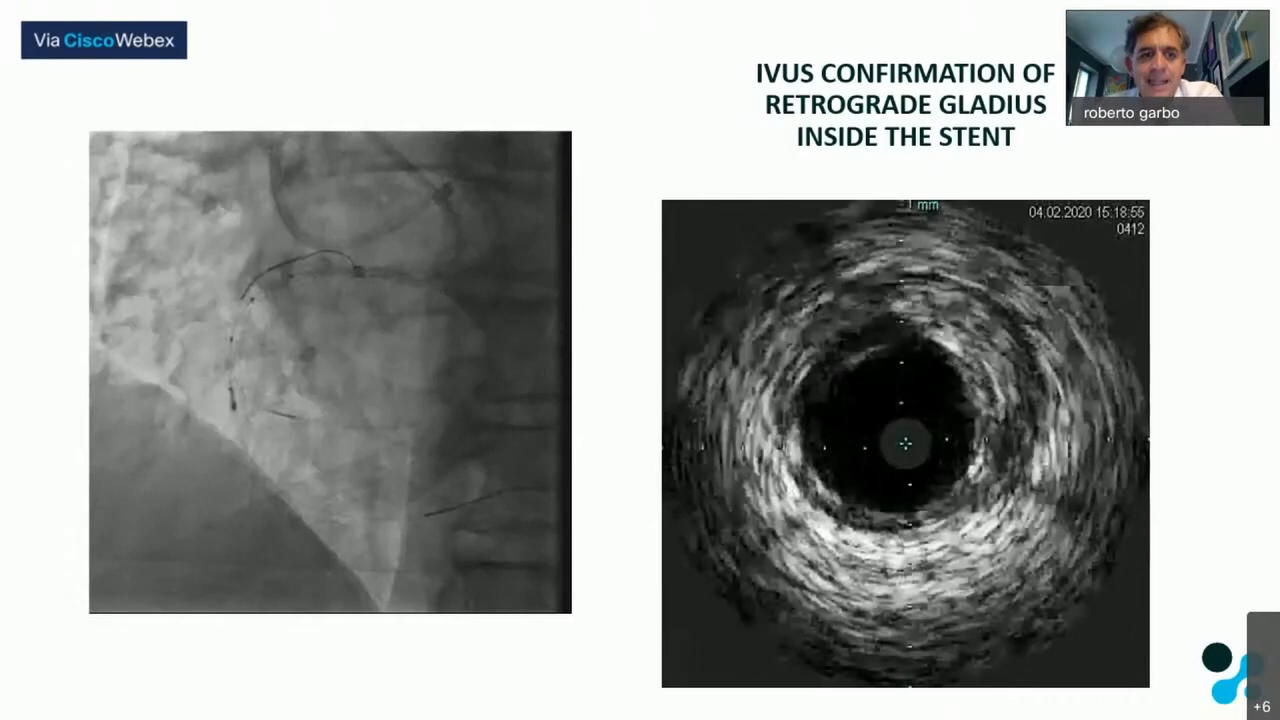 Via CiscoWebex
IVUS CONFIRMATION OF
RETROGRADE GLADIUS
INSIDE THE STENT
roberto garbo
1 mm
04.02.2020 15:18:55
0412
+6